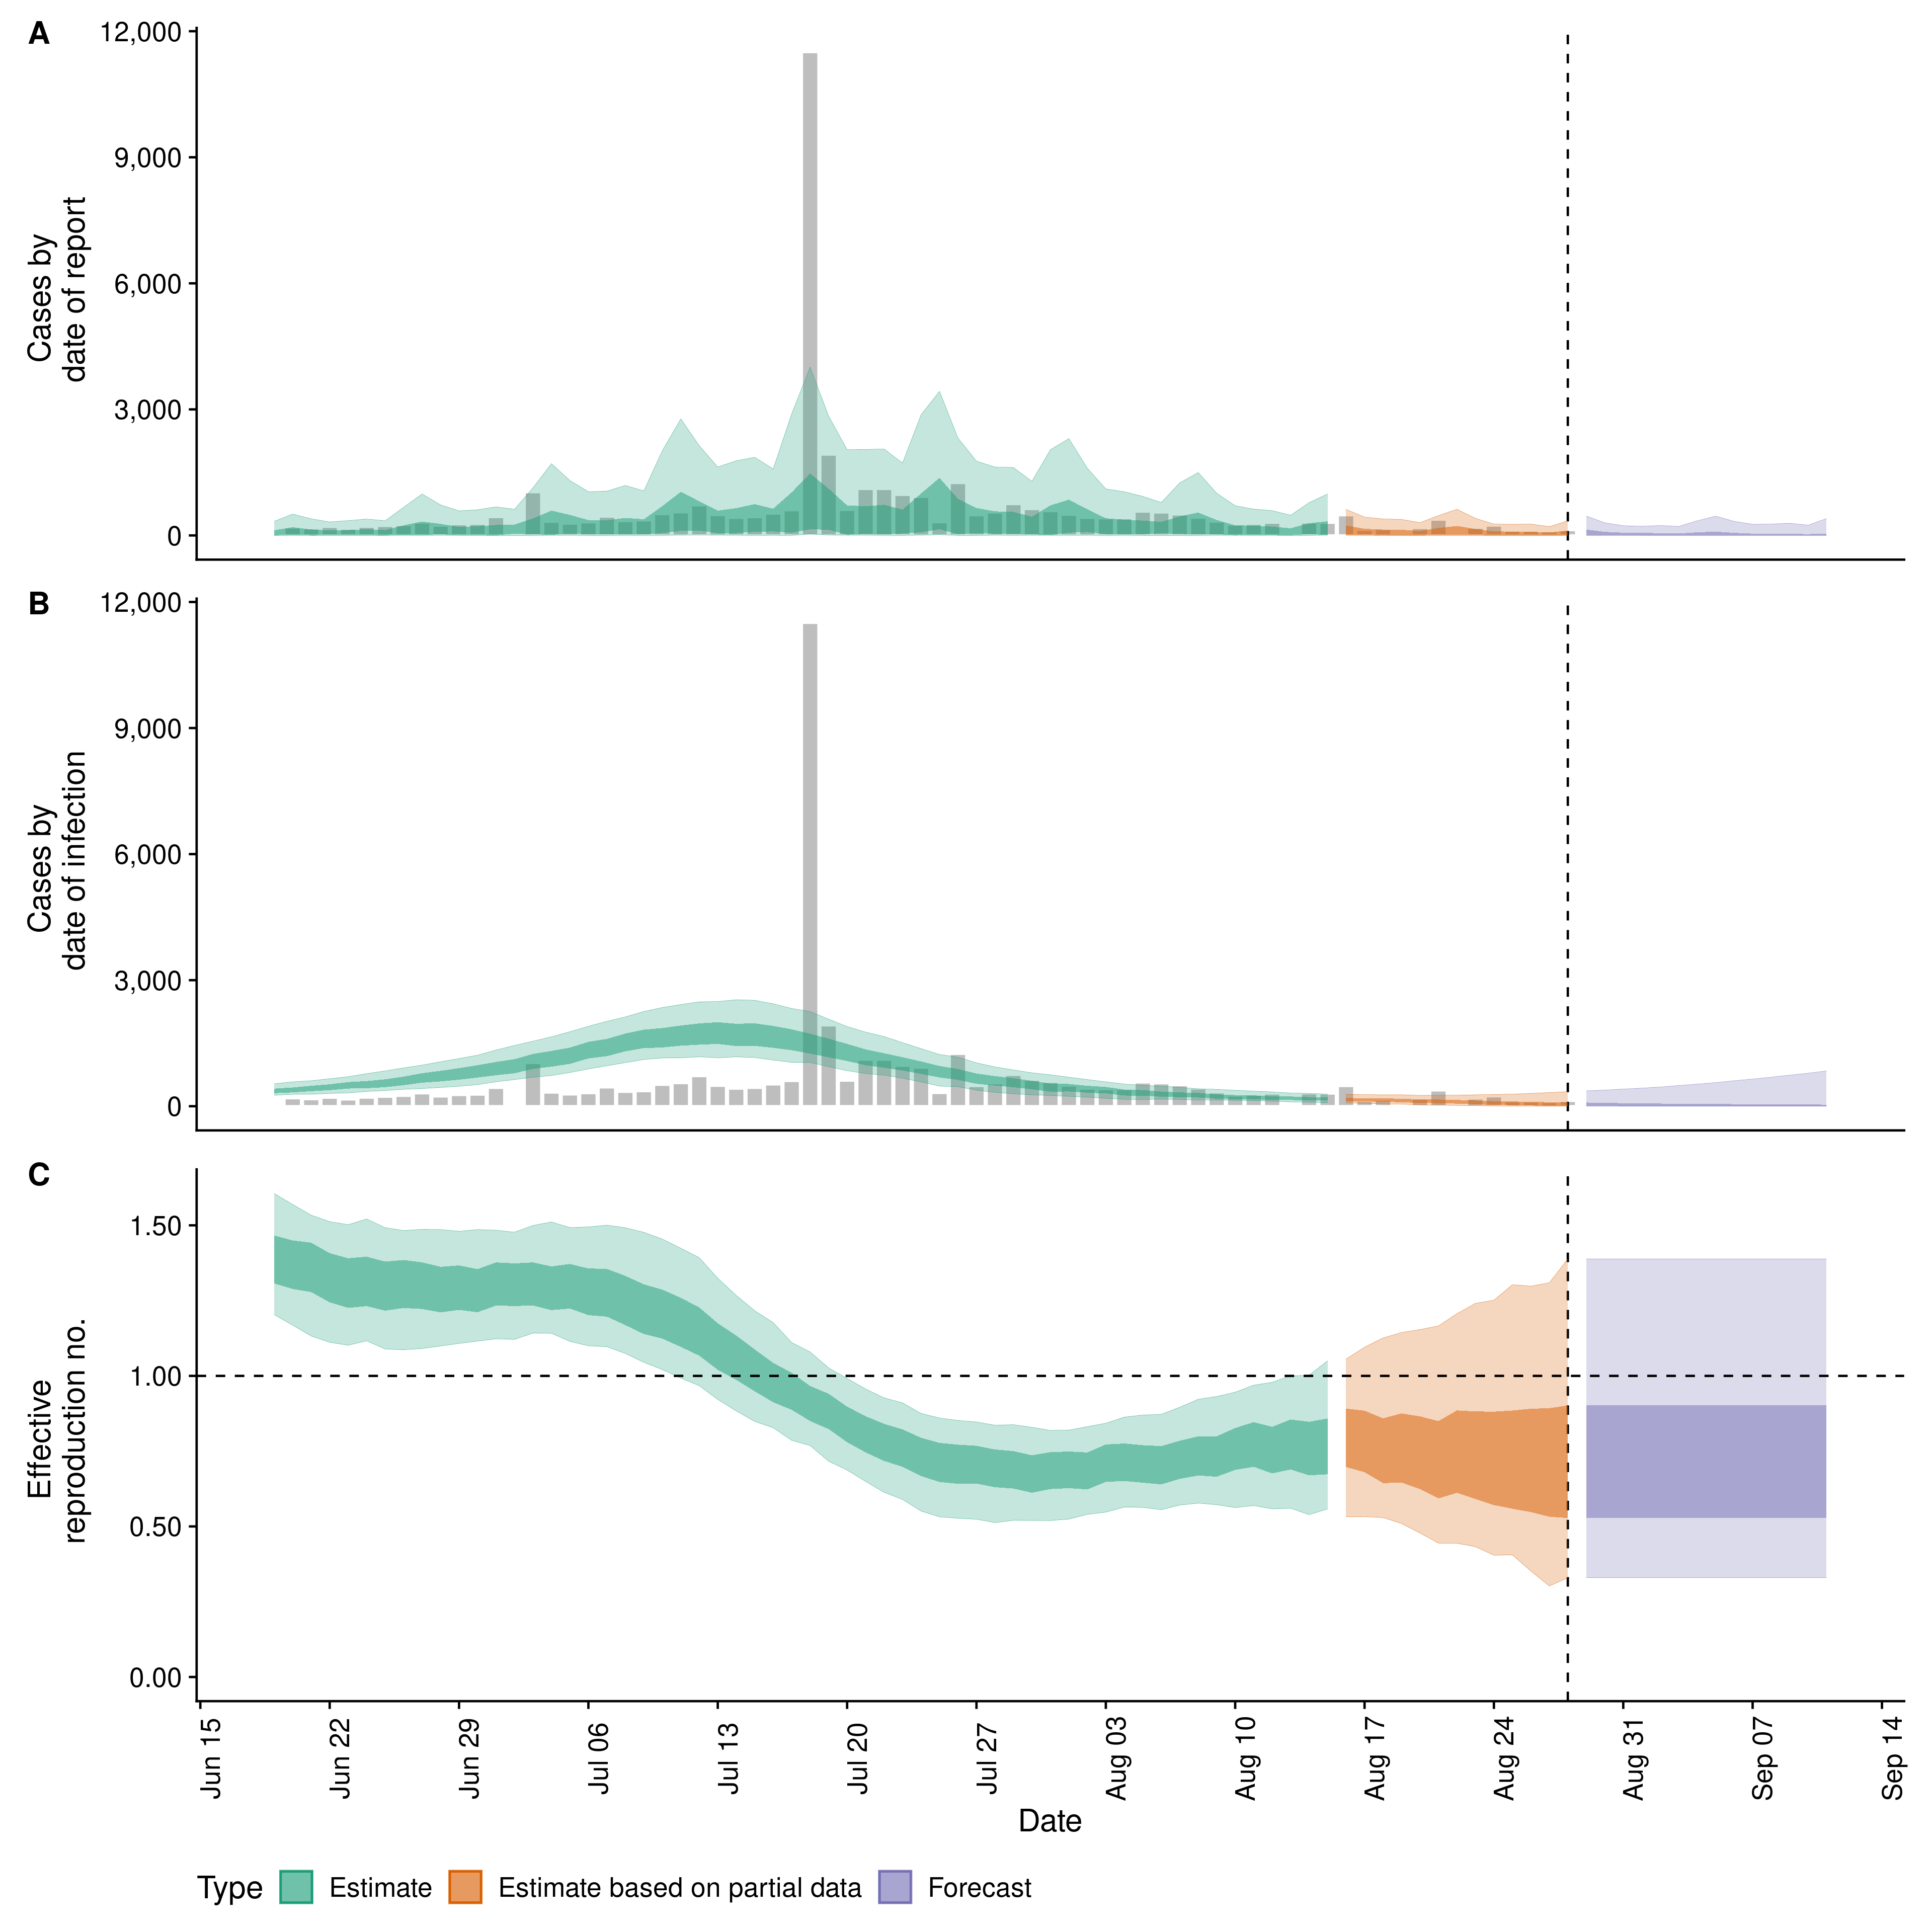 A
12,000
9,000
6,000
3,000
0
Cases by
date of report
B
12,000
9,000
6,000
3,000
0
Cases by
date of infection
C
1.50
1.00
0.50
0.00
Effective
reproduction no.
Jun 15
Jun 22
Jun 29
Jul 06
Jul 13
Jul 20
Jul 27
Aug 03
Aug 10
Aug 17
Aug 24
Aug 31
Sep 07
Sep 14
Date
Type Estimate Estimate based on partial data Forecast